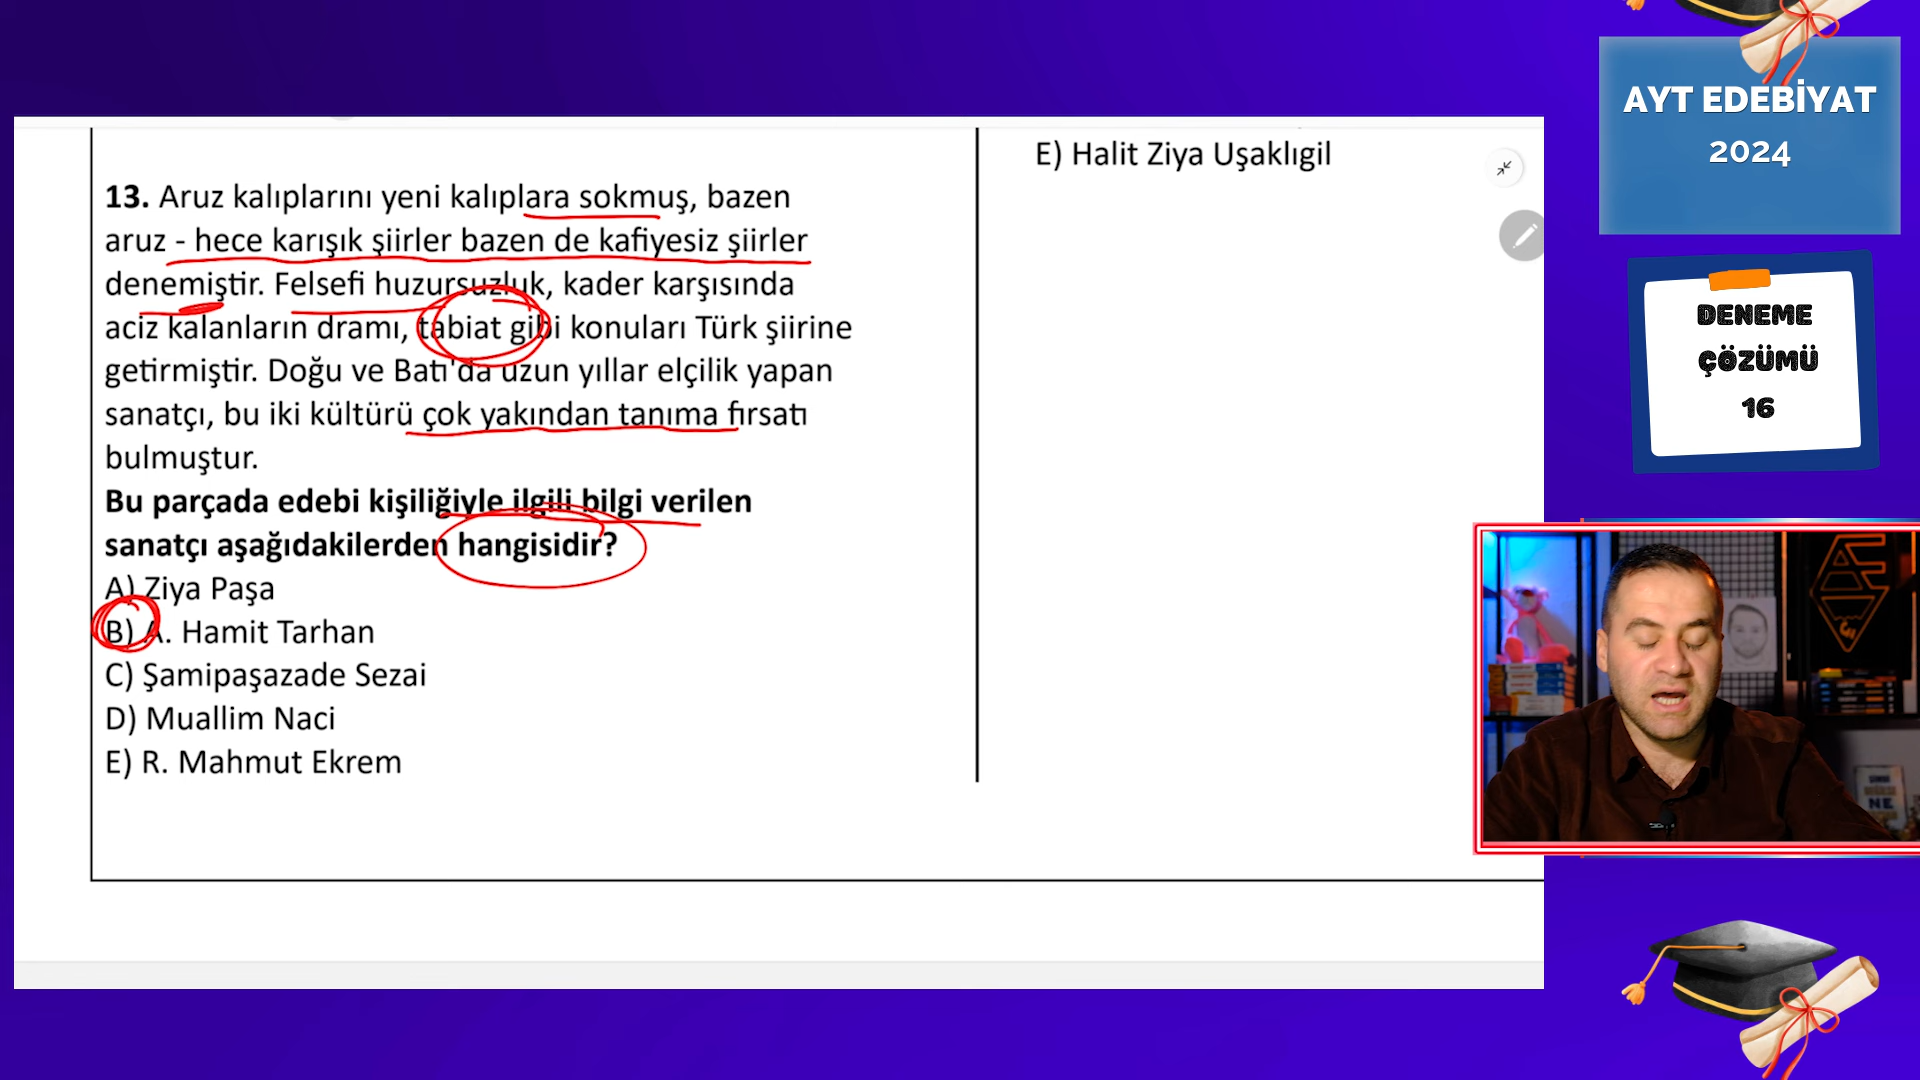 13. Aruz kalıplarını yeni kalıplara sokmuş, bazen
aruz - hece karışık şiirler bazen de kafiyesiz şiirler
denemiştir. Felsefi huzursuzluk, kader karşısında
aciz kalanların dramı, tabiat gibi konuları Türk şiirine
getirmiştir. Doğu ve Batı'da uzun yıllar elçilik yapan
sanatçı, bu iki kültürü çok yakından tanıma fırsatı
bulmuştur.
Bu parçada edebi kişiliğiyle ilgili bilgi verilen
sanatçı aşağıdakilerden hangisidir?
A) Ziya Paşa
B) A. Hamit Tarhan
C) Şamipaşazade Sezai
D) Muallim Naci
E) R. Mahmut Ekrem
E) Halit Ziya Uşaklıgil
AYT EDEBİYAT
2024
DENEME
ÇÖZÜMÜ
16
NE